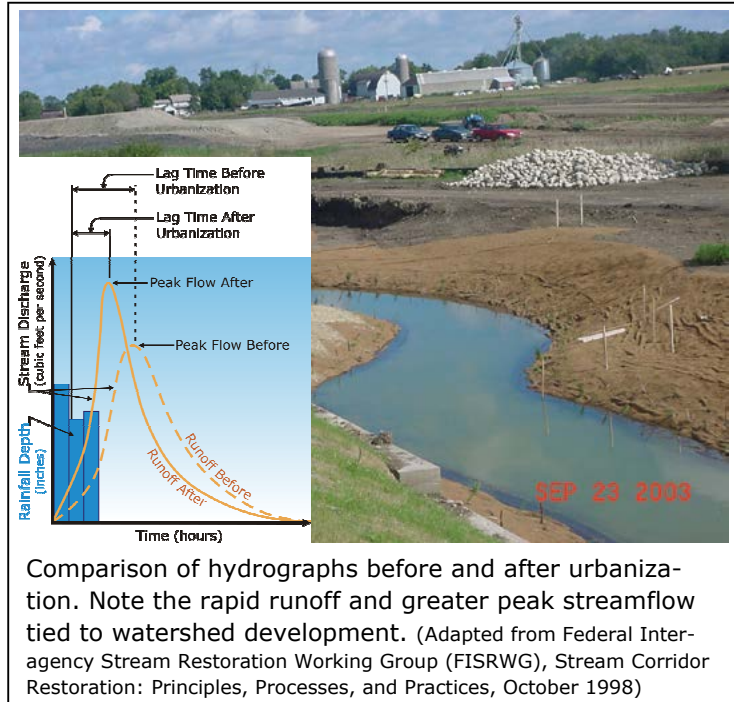 Lag Time Before
Urbanization
Lag Time After
Urbanization
Peak Flow After
Peak Flow Before
Stream Discharge
(cubic feet per second)
Rainfall Depth
(inches)
Runoff Before
Runoff After
Time (hours)
SEP 23 2003
Comparison of hydrographs before and after urbaniza-
tion. Note the rapid runoff and greater peak streamflow
tied to watershed development. (Adapted from Federal Inter-
agency Stream Restoration Working Group (FISRWG), Stream Corridor
Restoration: Principles, Processes, and Practices, October 1998)